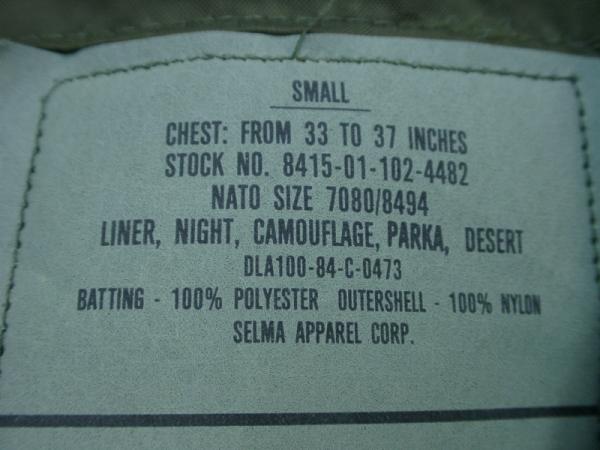 SMALL
CHEST: FROM 33 TO 37 INCHES
STOCK NO. 8415-01-102-4482
NATO SIZE 7080/8494
LINER, NIGHT, CAMOUFLAGE, PARKA, DESERT
DLA100-84-C-0473
BATTING - 100% POLYESTER OUTERSHELL - 100% NYLON
SELMA APPAREL CORP.